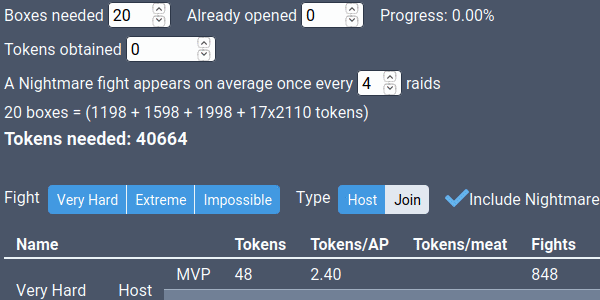 Boxes needed 20 Already opened 0 Progress: 0.00%
Tokens obtained 0
A Nightmare fight appears on average once every 4 raids
20 boxes = (1198 + 1598 + 1998 + 17x2110 tokens)
Tokens needed: 40664
Fight Very Hard Extreme Impossible Type Host Join Include Nightmare
Name Tokens Tokens/AP Tokens/meat Fights
MVP 48 2.40 848
Very Hard Host